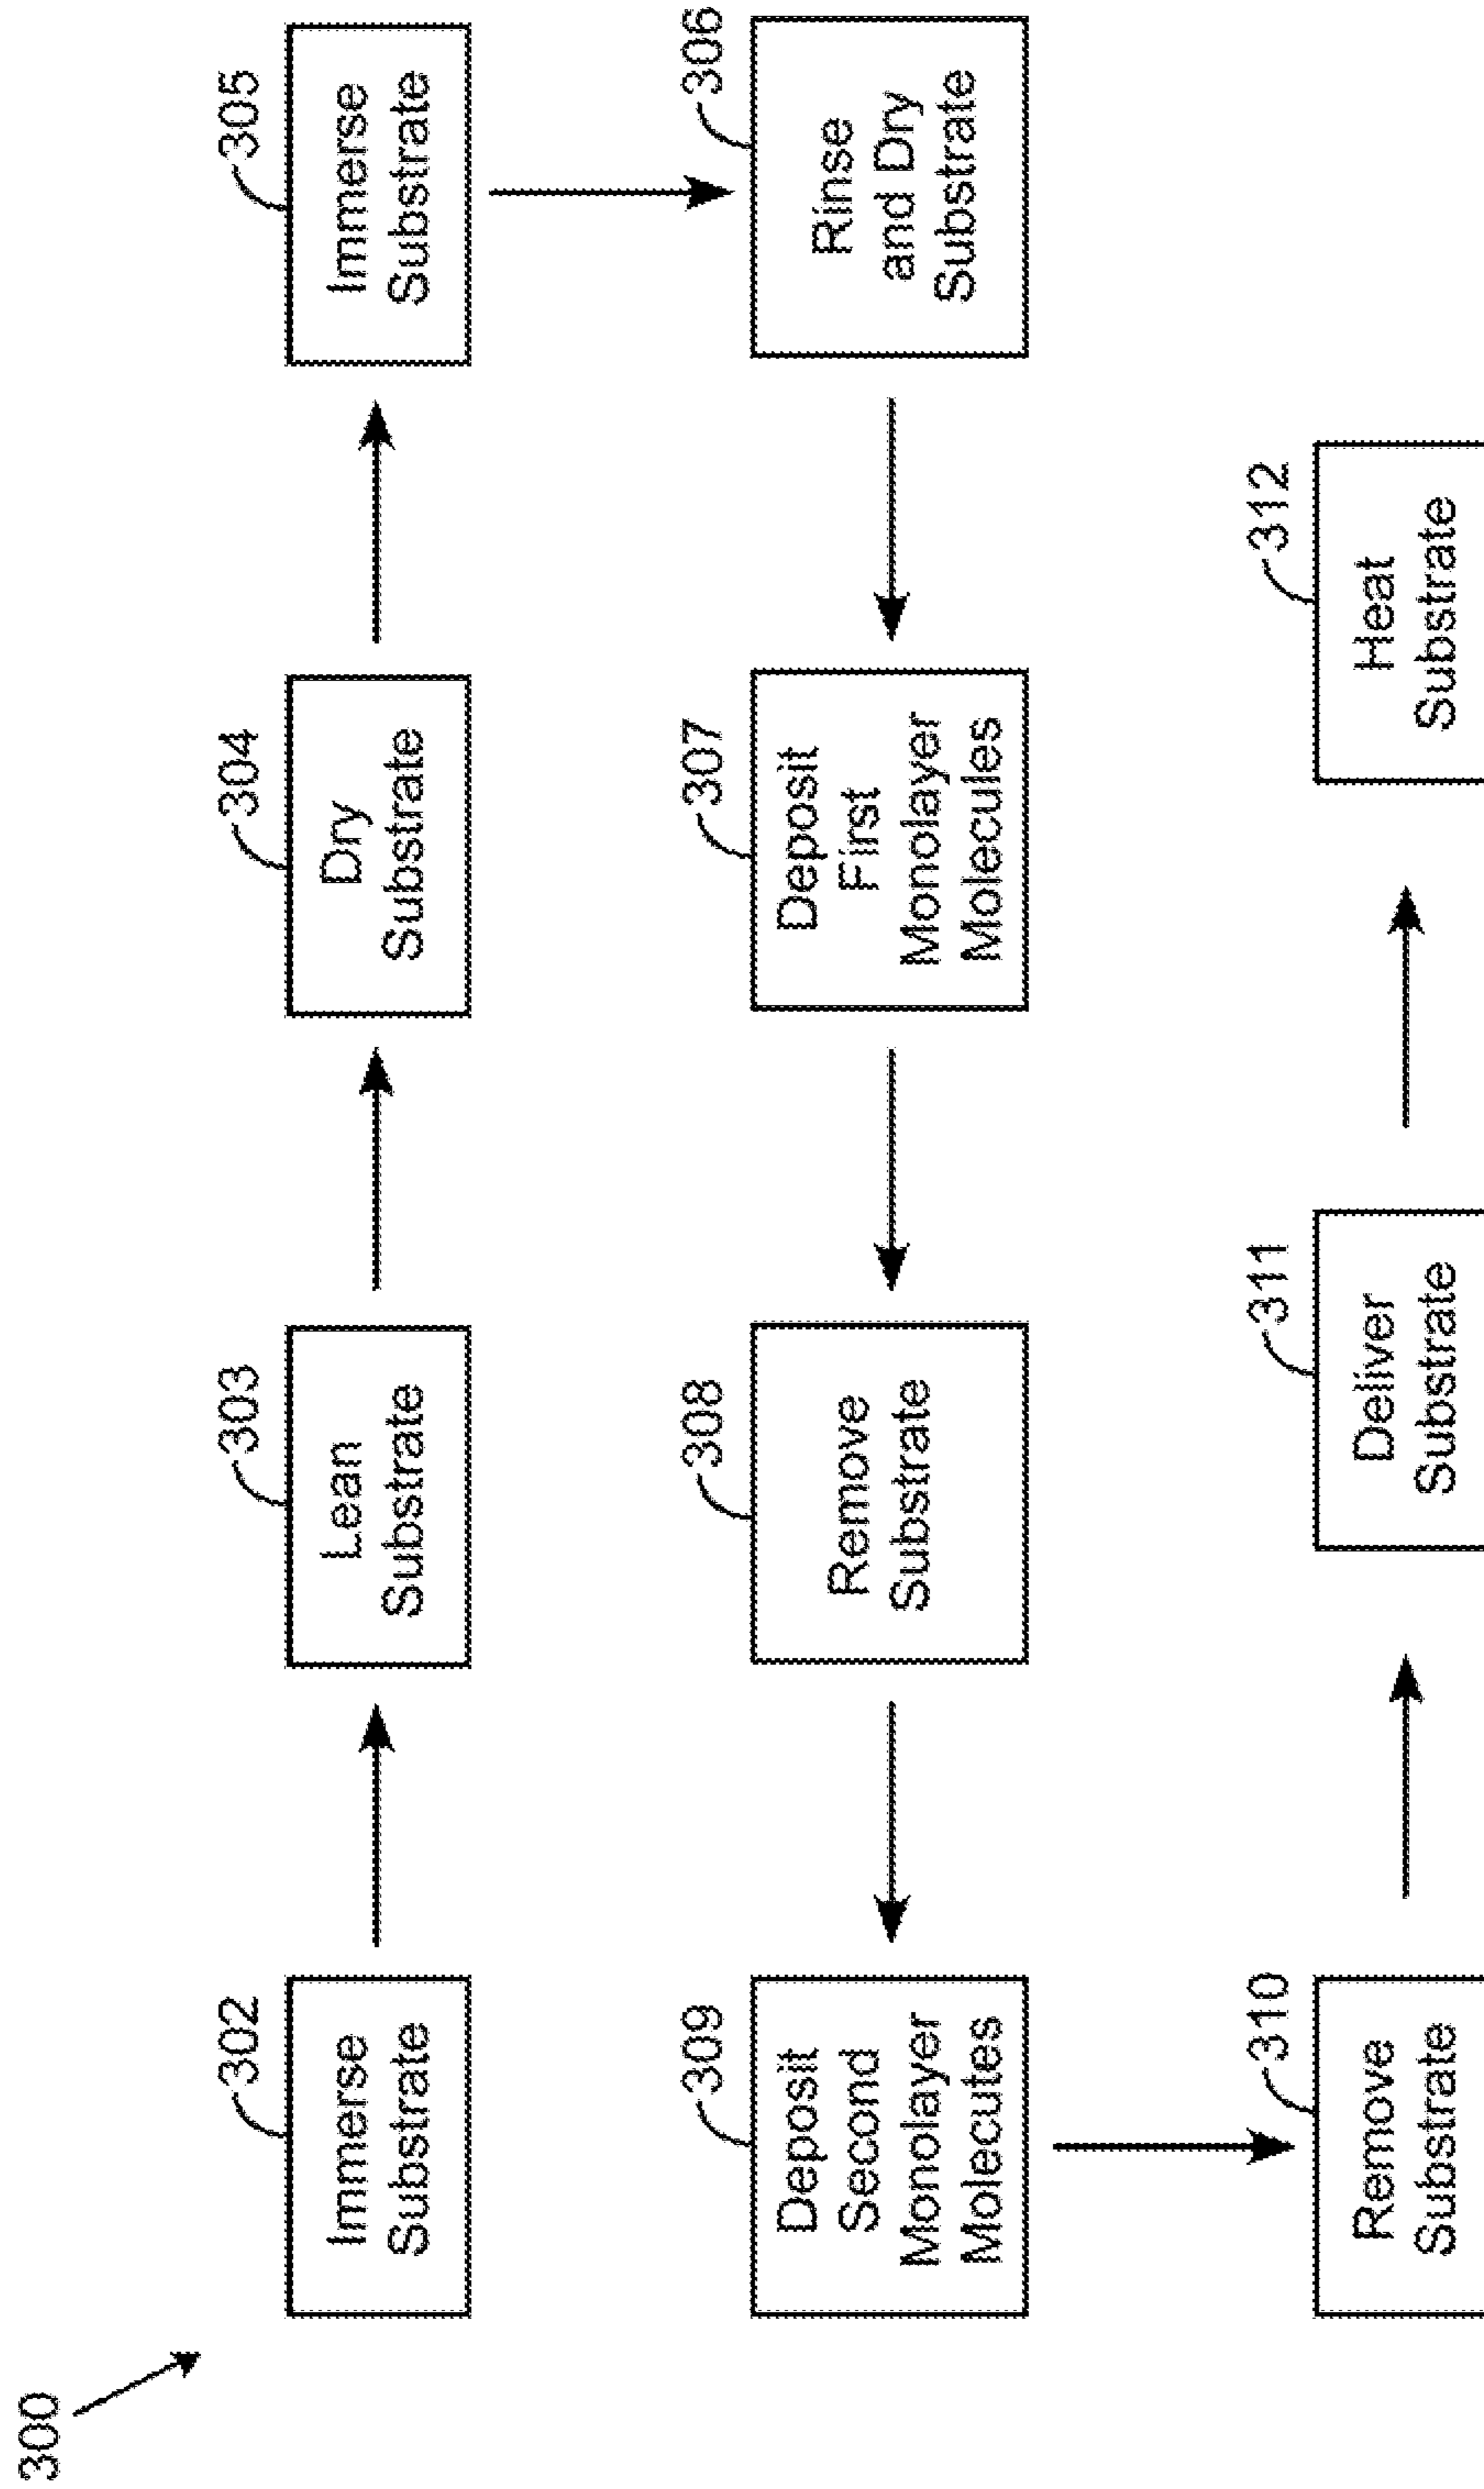 300
302
Immerse
Substrate
303
Lean
Substrate
304
Dry
Substrate
305
Immerse
Substrate
306
Rinse
and Dry
Substrate
307
Deposit
First
Monolayer
Molecules
308
Remove
Substrate
309
Deposit
Second
Monolayer
Molecules
310
Remove
Substrate
311
Deliver
Substrate
312
Heat
Substrate